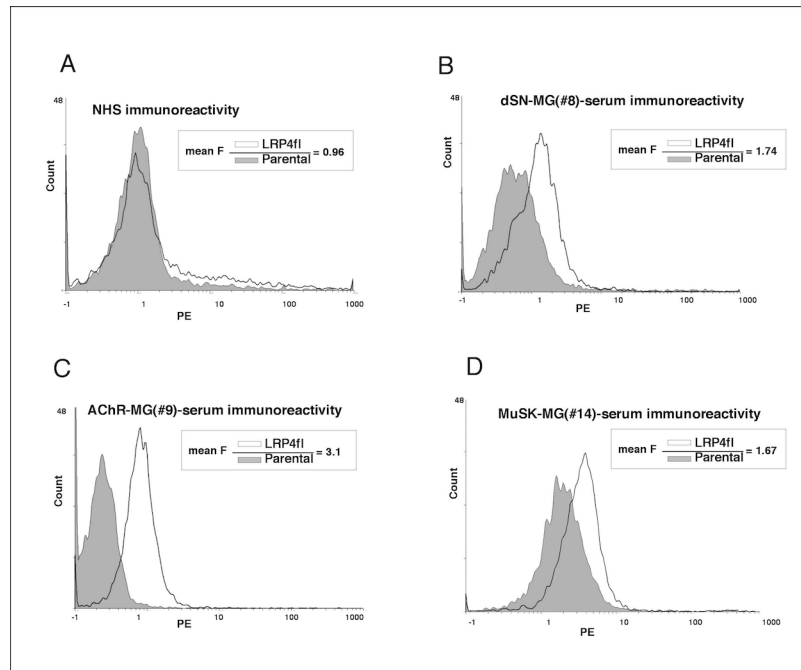 A
NHS immunoreactivity
48
Count
mean F LRP4fl / Parental = 0.96
-1 1 10 100 1000
PE
B
dSN-MG(#8)-serum immunoreactivity
48
Count
mean F LRP4fl / Parental = 1.74
-1 1 10 100 1000
PE
C
AChR-MG(#9)-serum immunoreactivity
48
Count
mean F LRP4fl / Parental = 3.1
-1 1 10 100 1000
PE
D
MuSK-MG(#14)-serum immunoreactivity
48
Count
mean F LRP4fl / Parental = 1.67
-1 1 10 100 1000
PE